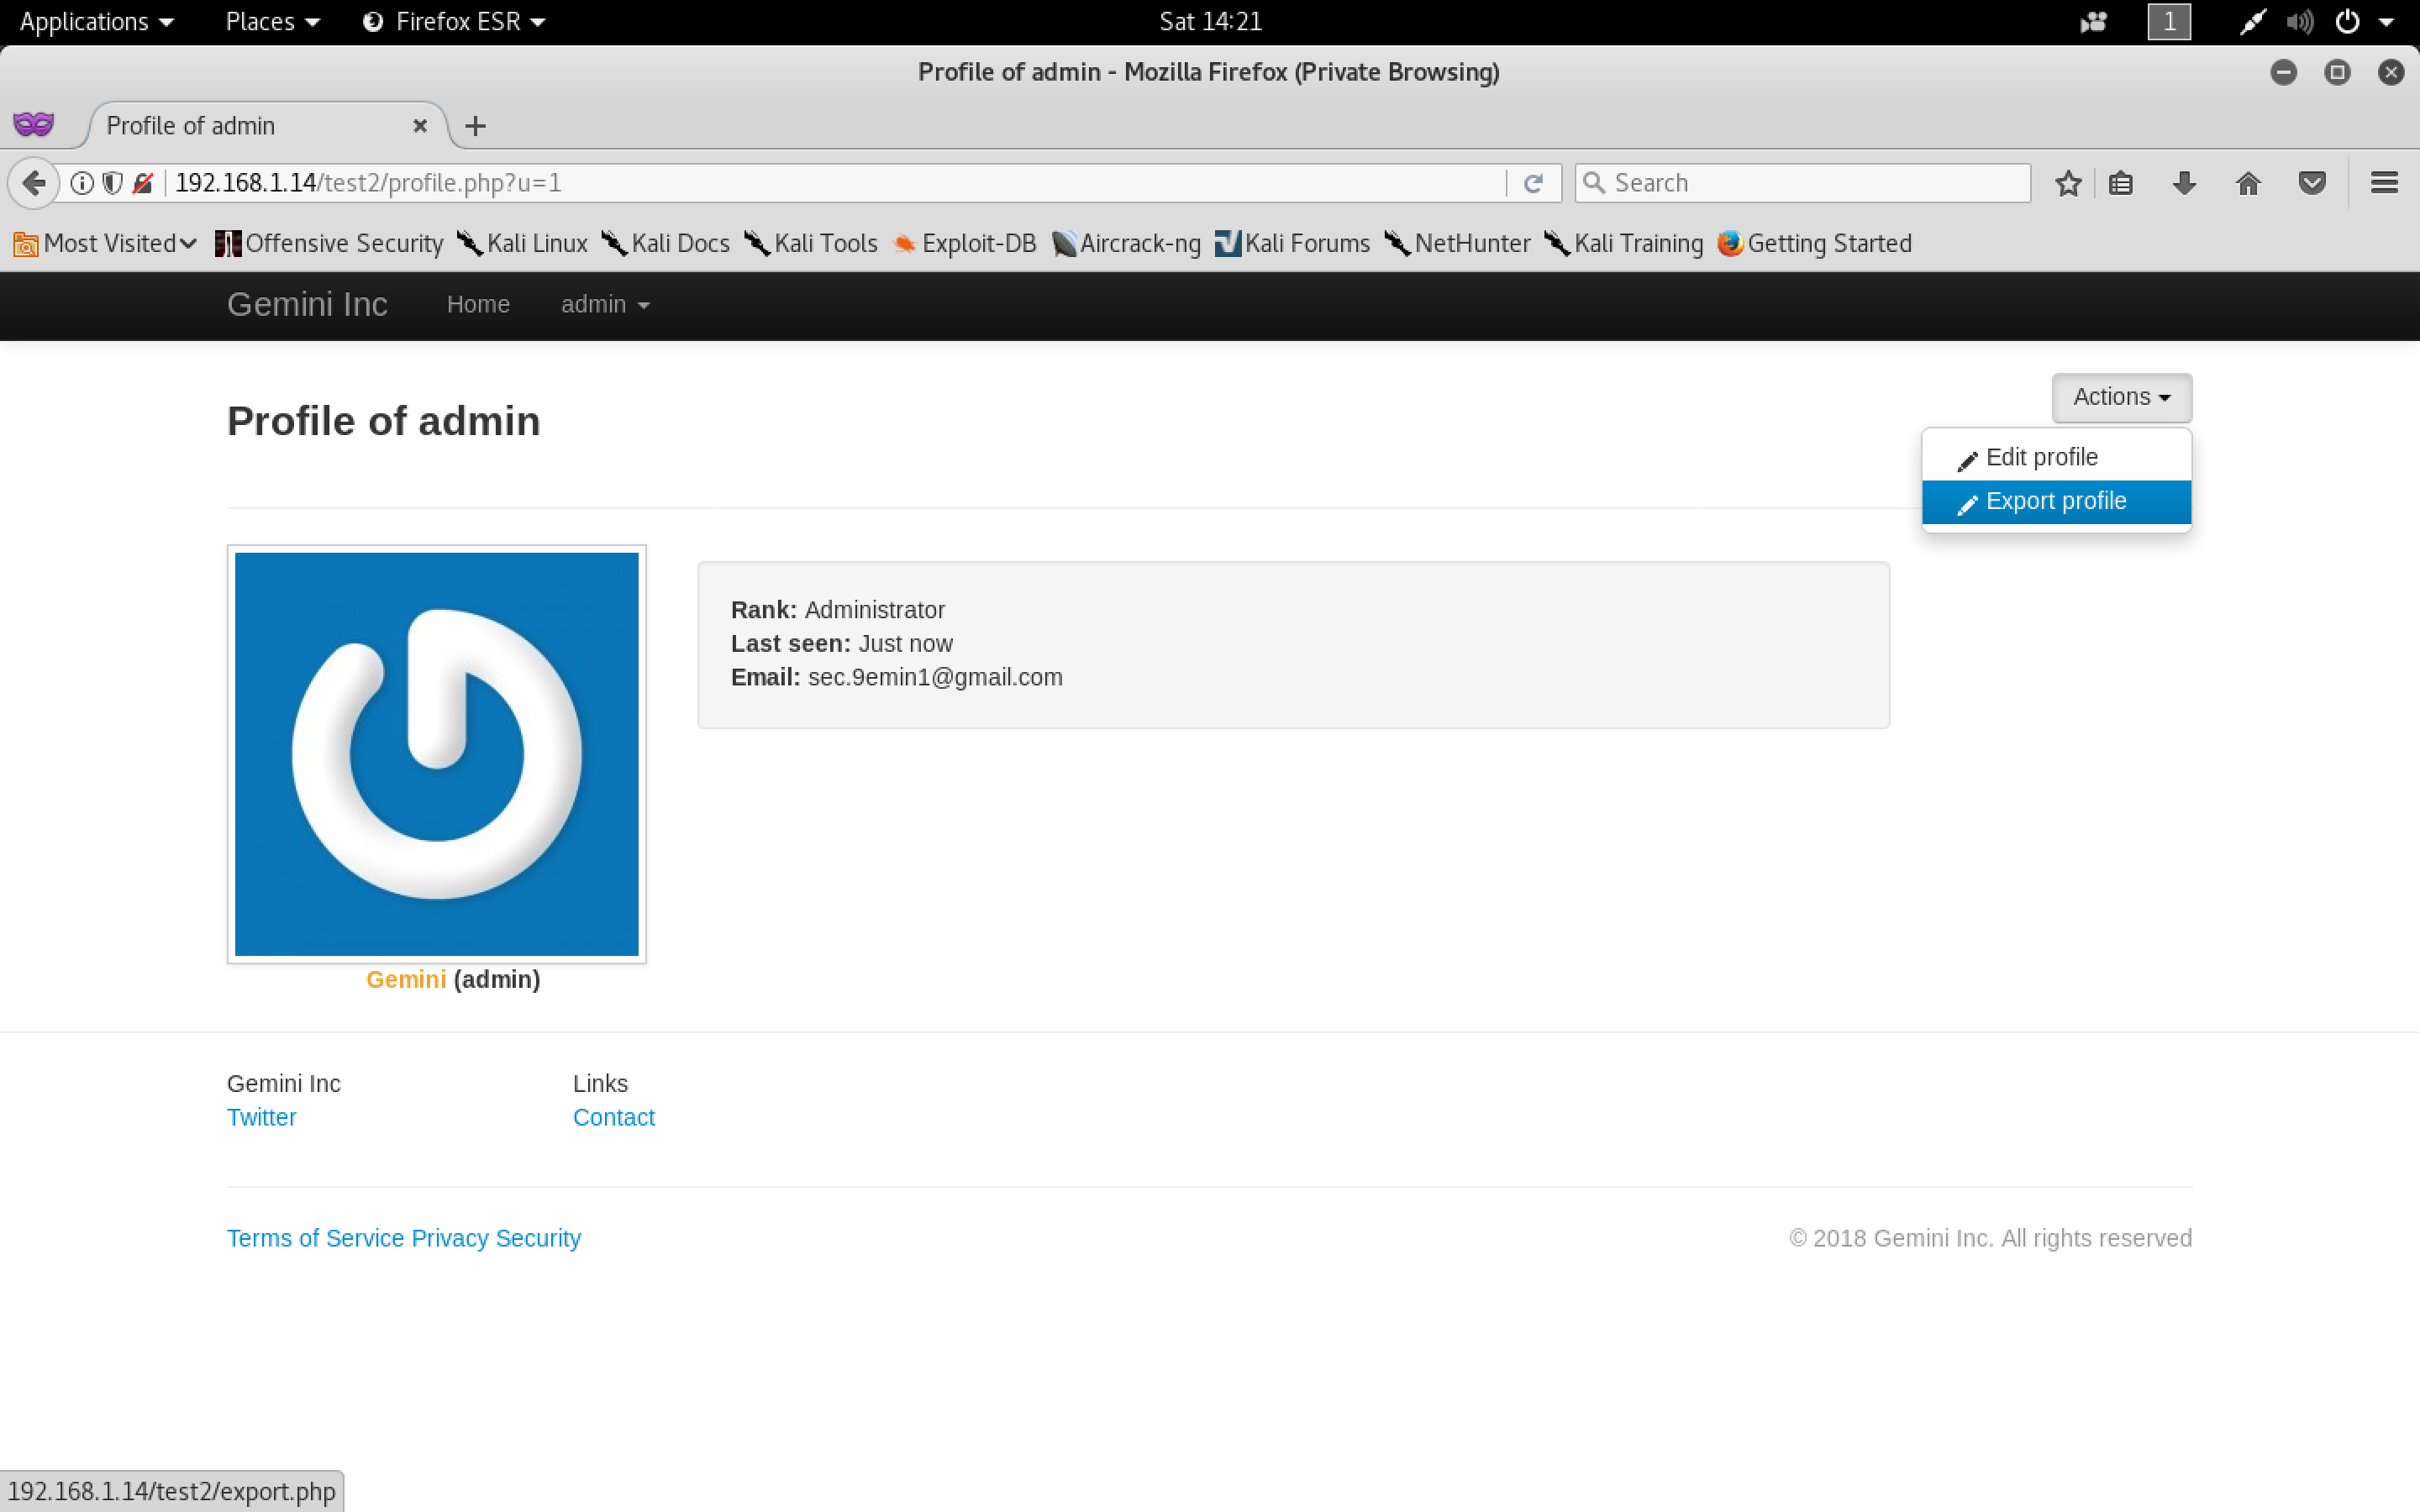 Applications Places Firefox ESR Sat 14:21 1
Profile of admin - Mozilla Firefox (Private Browsing)
Profile of admin
192.168.1.14/test2/profile.php?u=1 Search
Most Visited Offensive Security Kali Linux Kali Docs Kali Tools Exploit-DB Aircrack-ng Kali Forums NetHunter Kali Training Getting Started
Gemini Inc Home admin
Actions
Profile of admin
Edit profile
Export profile
Rank: Administrator
Last seen: Just now
Email: sec.9emin1@gmail.com
Gemini (admin)
Gemini Inc Links
Twitter Contact
Terms of Service Privacy Security © 2018 Gemini Inc. All rights reserved
192.168.1.14/test2/export.php